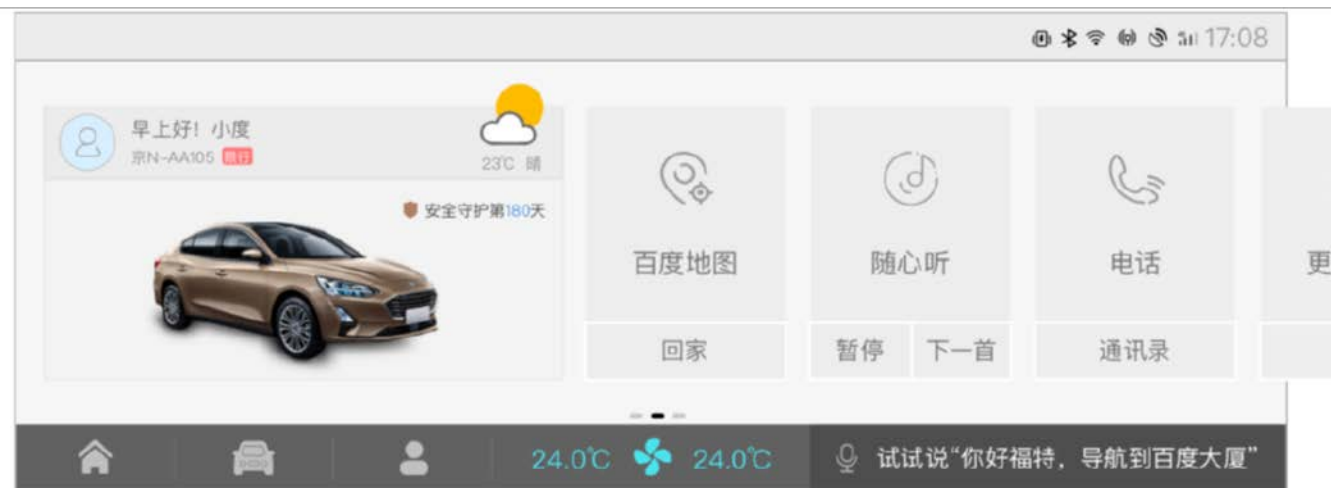 17:08
早上好！小度
京N-AA105 限行
23℃ 晴
安全守护第180天
百度地图
随心听
电话
更
回家
暂停
下一首
通讯录
24.0℃
24.0℃
试试说“你好福特，导航到百度大厦”